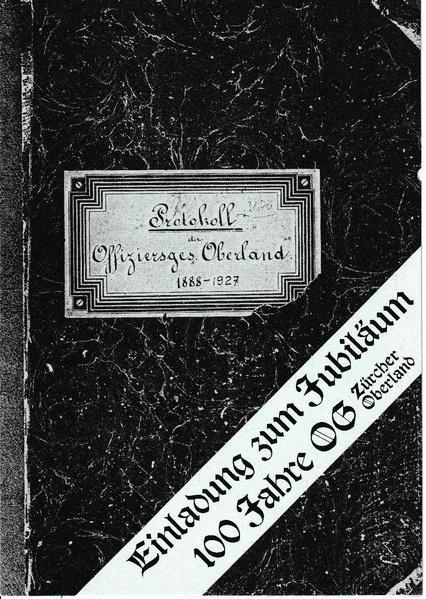 Protokoll
der
Offiziersges. Oberland.
1888-1927
Einladung zum Jubiläum
100 Jahre OG Zürcher
Oberland